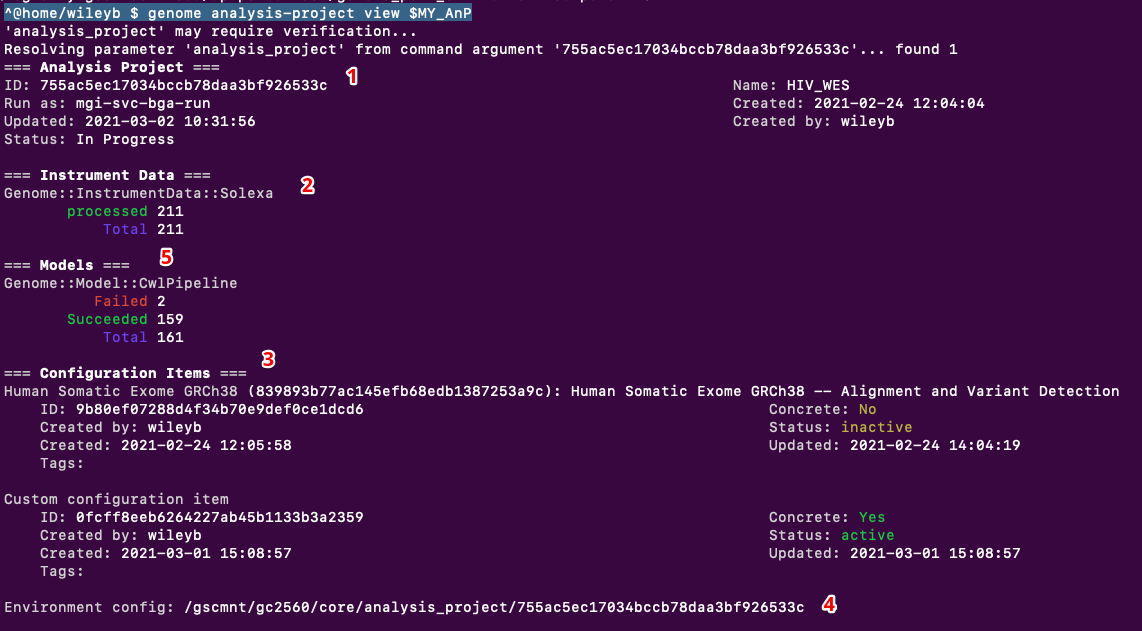 ^@home/wileyb $ genome analysis-project view $MY_AnP
'analysis_project' may require verification...
Resolving parameter 'analysis_project' from command argument '755ac5ec17034bccb78daa3bf926533c'... found 1
=== Analysis Project ===
ID: 755ac5ec17034bccb78daa3bf926533c 1 Name: HIV_WES
Run as: mgi-svc-bga-run Created: 2021-02-24 12:04:04
Updated: 2021-03-02 10:31:56 Created by: wileyb
Status: In Progress
=== Instrument Data === 2
Genome::InstrumentData::Solexa
processed 211
Total 211
=== Models === 5
Genome::Model::CwlPipeline
Failed 2
Succeeded 159
Total 161
=== Configuration Items === 3
Human Somatic Exome GRCh38 (839893b77ac145efb68edb1387253a9c): Human Somatic Exome GRCh38 -- Alignment and Variant Detection
ID: 9b80ef07288d4f34b70e9def0ce1dcd6 Concrete: No
Created by: wileyb Status: inactive
Created: 2021-02-24 12:05:58 Updated: 2021-02-24 14:04:19
Tags:
Custom configuration item
ID: 0fcff8eeb6264227ab45b1133b3a2359 Concrete: Yes
Created by: wileyb Status: active
Created: 2021-03-01 15:08:57 Updated: 2021-03-01 15:08:57
Tags:
Environment config: /gscmnt/gc2560/core/analysis_project/755ac5ec17034bccb78daa3bf926533c 4